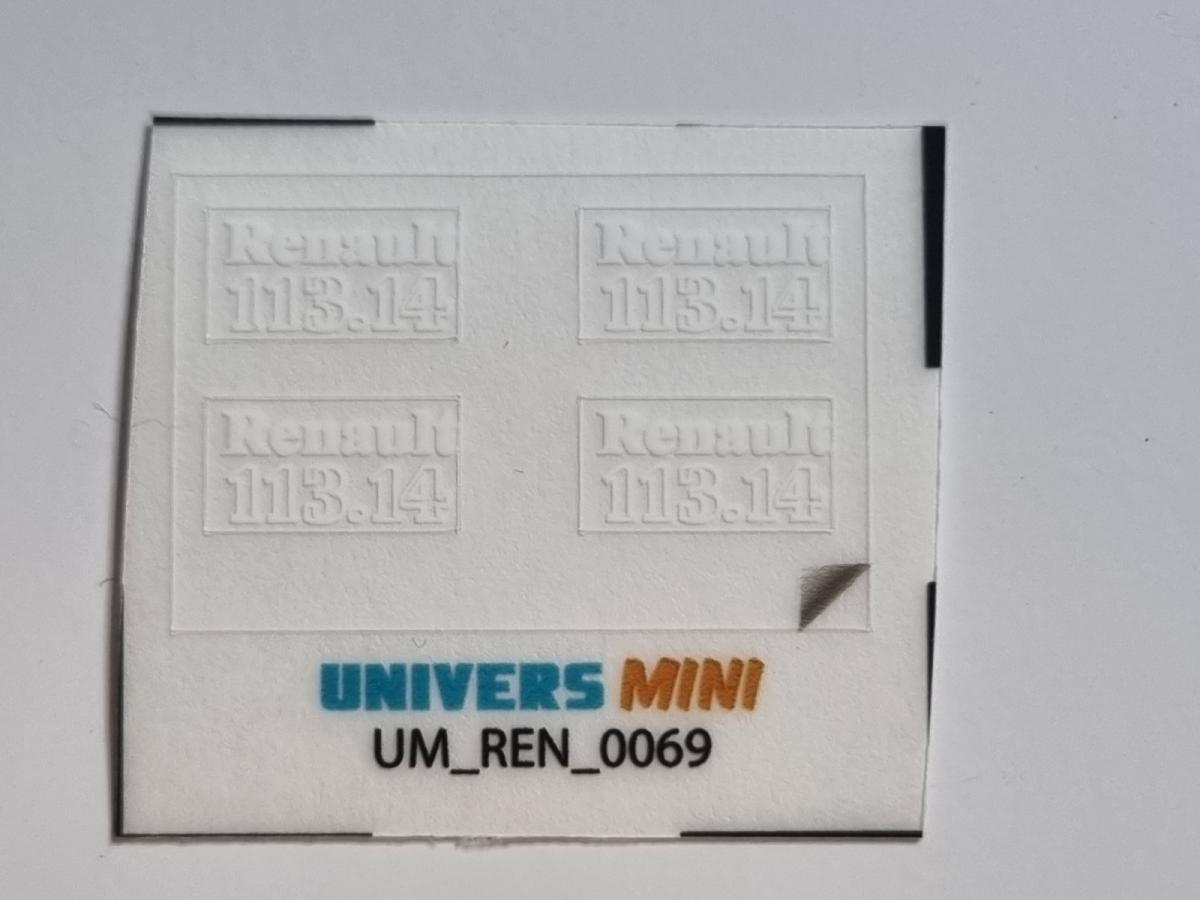 Renault Renault
113.14 113.14
Renault Renault
113.14 113.14
UNIVERS MINI
UM_REN_0069